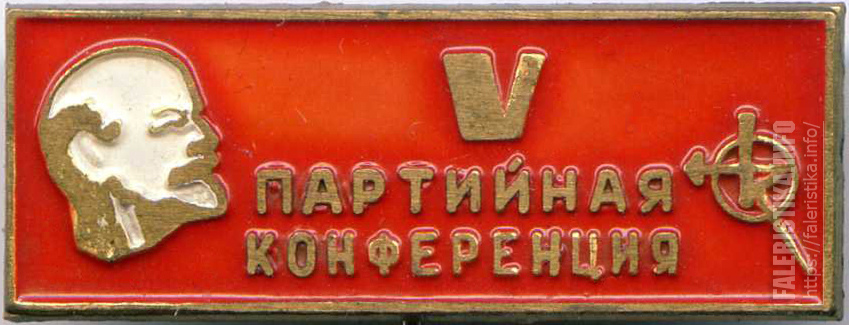 V
ПАРТИЙНАЯ
КОНФЕРЕНЦИЯ
FALERISTIKA.INFO
https://faleristika.info/